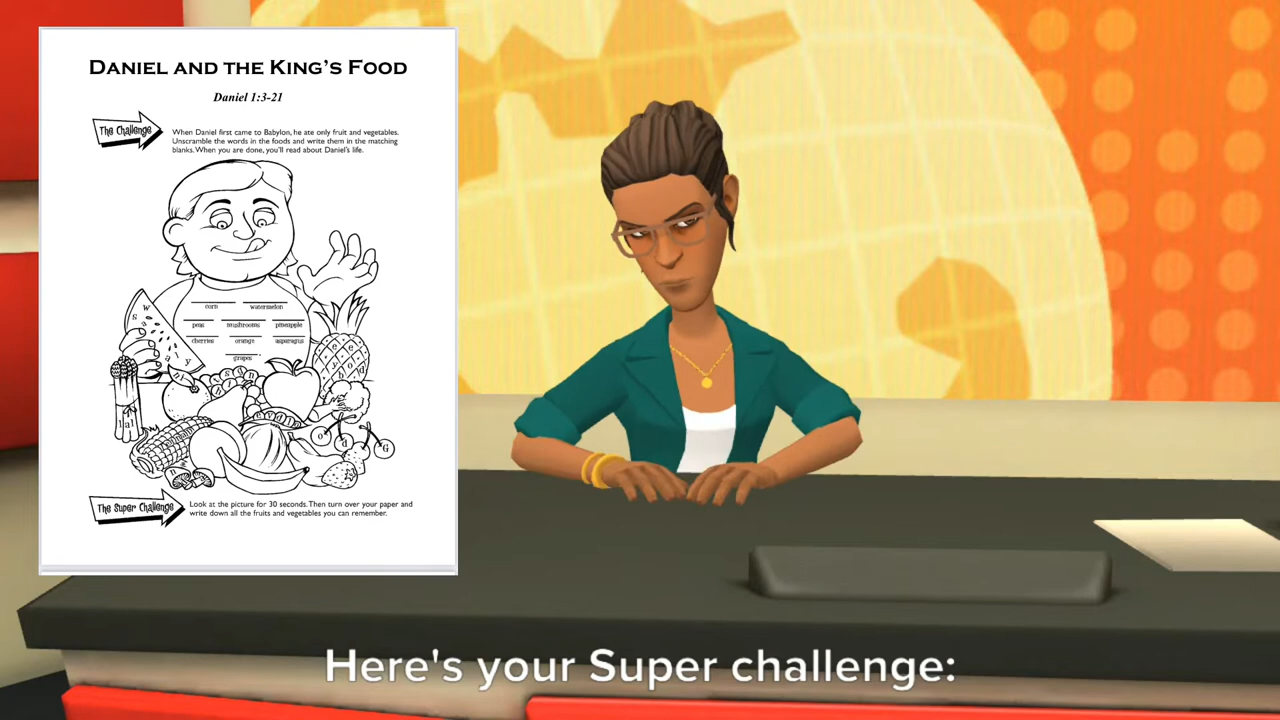 DANIEL AND THE KING'S FOOD
Daniel 1:3-21
The Challenge
When Daniel first came to Babylon, he ate only fruit and vegetables.
Unscramble the words in the foods and write them in the matching
blanks. When you are done, you'll read about Daniel's life.
corn watermelon
peas mushrooms pineapple
cherries orange asparagus
grapes
The Super Challenge
Look at the picture for 30 seconds. Then turn over your paper and
write down all the fruits and vegetables you can remember.
Here's your Super challenge: